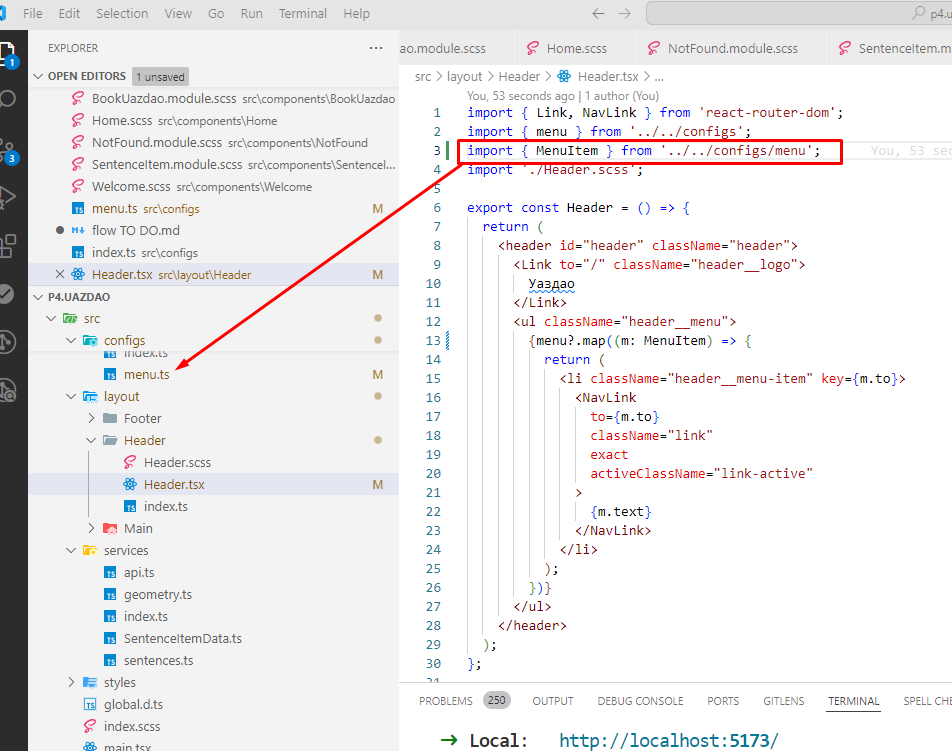 File Edit Selection View Go Run Terminal Help
p4.u
EXPLORER
OPEN EDITORS 1 unsaved
BookUazdao.module.scss src\components\BookUazdao
Home.scss src\components\Home
NotFound.module.scss src\components\NotFound
SentenceItem.module.scss src\components\Sentencel...
Welcome.scss src\components\Welcome
menu.ts src\configs M
flow TO DO.md
index.ts src\configs
Header.tsx src\layout\Header M
P4.UAZDAO
src
configs
index.ts
menu.ts M
layout
Footer
Header
Header.scss
Header.tsx M
index.ts
Main
services
api.ts
geometry.ts
index.ts
SentenceItemData.ts
sentences.ts
styles
global.d.ts
index.scss
main.tsx
1
3
ao.module.scss Home.scss NotFound.module.scss SentenceItem.m
src > layout > Header > Header.tsx > ...
You, 53 seconds ago | 1 author (You)
1 import { Link, NavLink } from 'react-router-dom';
2 import { menu } from '../../configs';
3 import { MenuItem } from '../../configs/menu'; You, 53 sec
4 import './Header.scss';
5
6 export const Header = () => {
7 return (
8 <header id="header" className="header">
9 <Link to="/" className="header__logo">
10 Уаздао
11 </Link>
12 <ul className="header__menu">
13 {menu?.map((m: MenuItem) => {
14 return (
15 <li className="header__menu-item" key={m.to}>
16 <NavLink
17 to={m.to}
18 className="link"
19 exact
20 activeClassName="link-active"
21 >
22 {m.text}
23 </NavLink>
24 </li>
25 );
26 })}
27 </ul>
28 </header>
29 );
30 };
PROBLEMS 250 OUTPUT DEBUG CONSOLE PORTS GITLENS TERMINAL SPELL CHE
→ Local: http://localhost:5173/